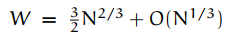 W = 3/2 N^{2/3} + O(N^{1/3})